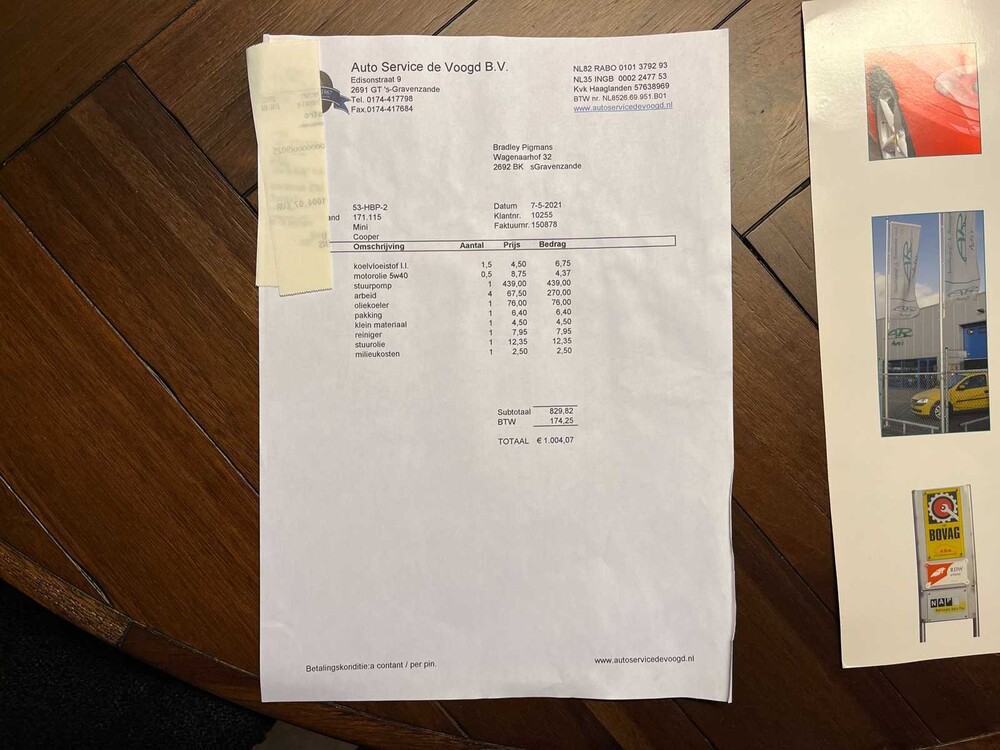 Auto Service de Voogd B.V.
Edisonstraat 9
2691 GT 's-Gravenzande
Tel. 0174-417798
Fax.0174-417684
NL82 RABO 0101 3792 93
NL35 INGB 0002 2477 53
Kvk Haaglanden 57638969
BTW nr. NL8526.69.951.B01
www.autoservicedevoogd.nl
Bradley Pigmans
Wagenaarhof 32
2692 BK sGravenzande
53-HBP-2
and 171.115
Mini
Cooper
Datum 7-5-2021
Klantnr. 10255
Faktuurnr. 150878
Omschrijving Aantal Prijs Bedrag
koelvloeistof l.l. 1,5 4,50 6,75
motorolie 5w40 0,5 8,75 4,37
stuurpomp 1 439,00 439,00
arbeid 4 67,50 270,00
oliekoeler 1 76,00 76,00
pakking 1 6,40 6,40
klein materiaal 1 4,50 4,50
reiniger 1 7,95 7,95
stuurolie 1 12,35 12,35
milieukosten 1 2,50 2,50
Subtotaal 829,82
BTW 174,25
TOTAAL € 1.004,07
Betalingskonditie:a contant / per pin.
www.autoservicedevoogd.nl
BOVAG
RDW
NAP